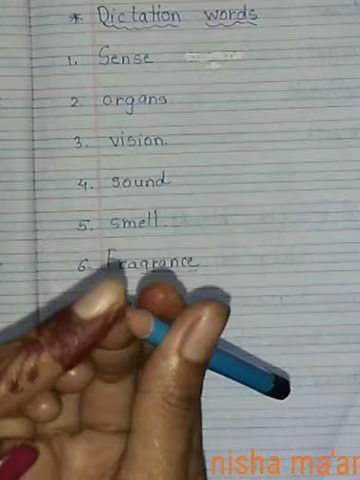 * Dictation words
1. Sense
2. organs
3. vision.
4. sound
5. smell
6. Fragrance
nisha ma'am